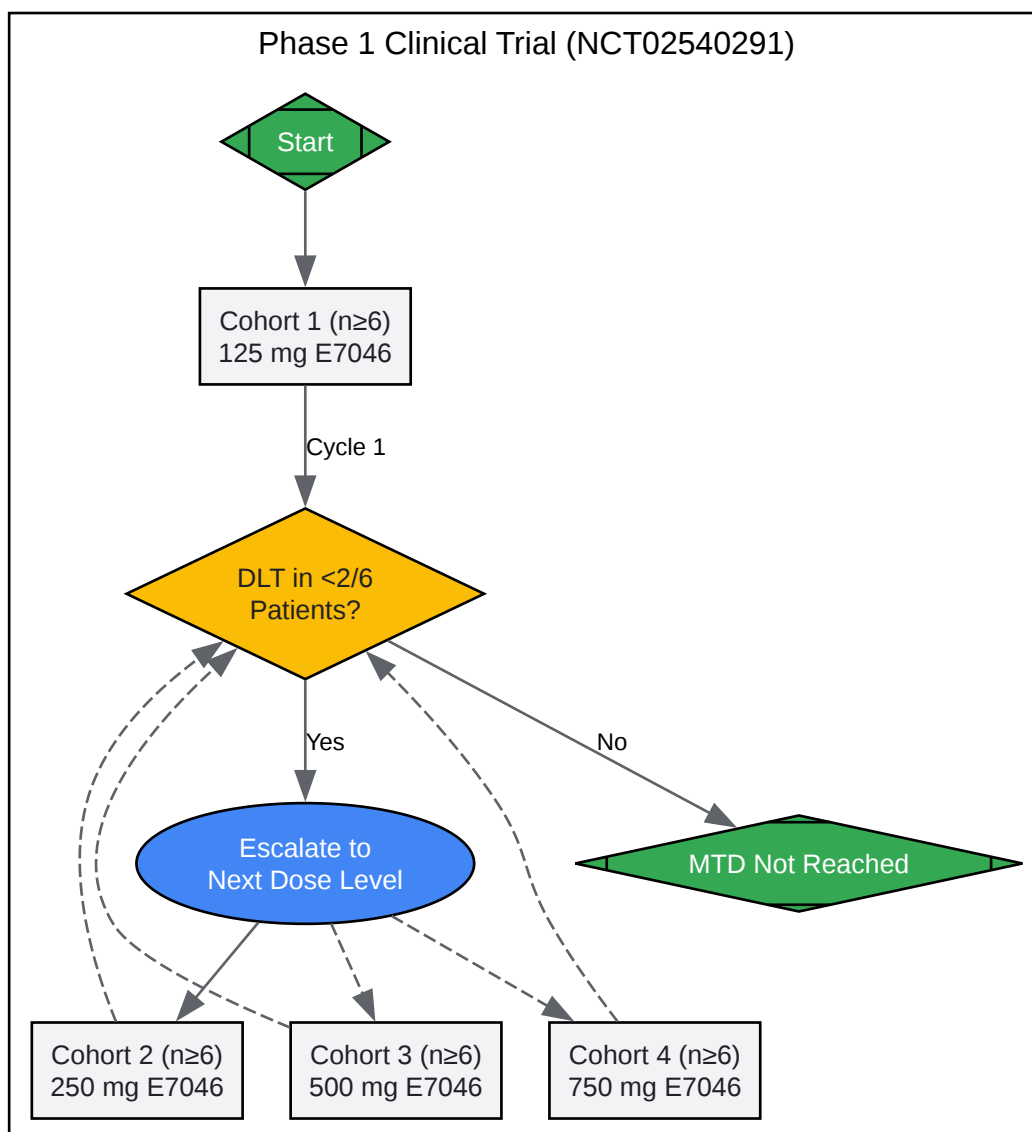 Phase 1 Clinical Trial (NCT02540291)
Start
Cohort 1 (n≥6)
125 mg E7046
Cycle 1
DLT in <2/6
Patients?
Yes
No
Escalate to
Next Dose Level
MTD Not Reached
Cohort 2 (n≥6)
250 mg E7046
Cohort 3 (n≥6)
500 mg E7046
Cohort 4 (n≥6)
750 mg E7046